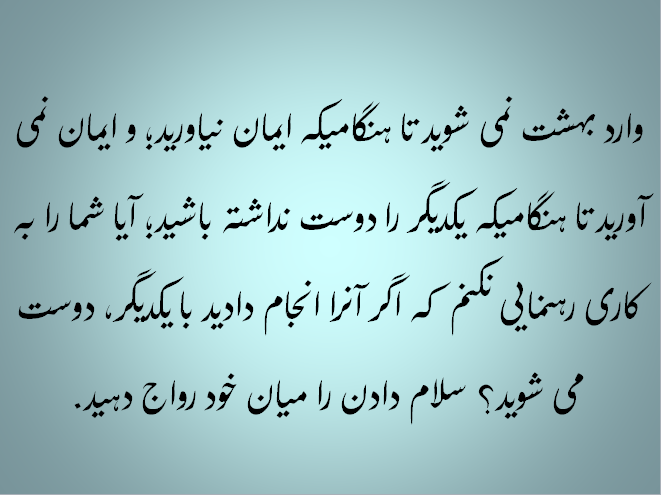 وارد بهشت نمی شوید تا هنگامیکه ایمان نیاورید؛ و ایمان نمی
آورید تا هنگامیکه یکدیگر را دوست نداشته باشید، آیا شما را به
کاری رهنمایی نکنم که اگر آنرا انجام دادید با یکدیگر، دوست
می شوید؟ سلام دادن را میان خود رواج دهید.